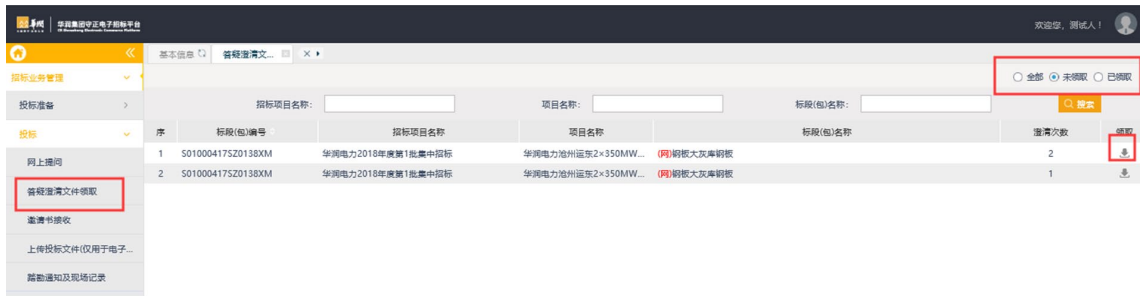 华润 华润集团守正电子招标平台 欢迎您, 测试人!
基本信息 答疑澄清文...
招标业务管理 全部 未领取 已领取
投标准备 招标项目名称: 项目名称: 标段(包)名称: 搜索
投标 序 标段(包)编号 招标项目名称 项目名称 标段(包)名称 澄清次数 领取
网上提问 1 S01000417SZ0138XM 华润电力2018年度第1批集中招标 华润电力沧州运东2×350MW... (网)钢板大灰库钢板 2
2 S01000417SZ0138XM 华润电力2018年度第1批集中招标 华润电力沧州运东2×350MW... (网)钢板大灰库钢板 1
答疑澄清文件领取
邀请书接收
上传投标文件(仅用于电子...
踏勘通知及现场记录